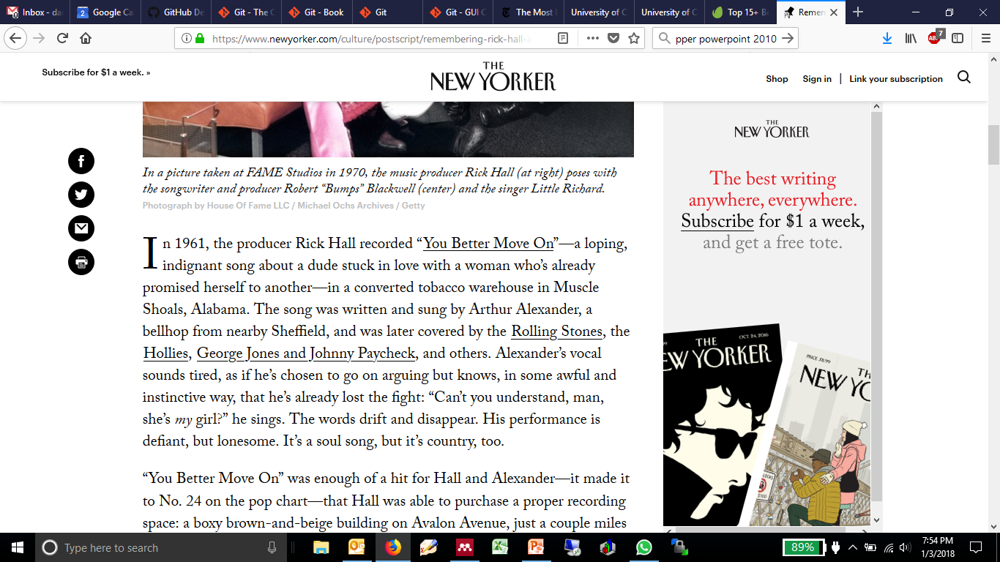 Inbox - da
Google Ca
GitHub De
Git - The C
Git - Book
Git
Git - GUI C
The Most
University of C
University of C
Top 15+ B
Remem
https://www.newyorker.com/culture/postscript/remembering-rick-hall-
pper powerpoint 2010
7
Subscribe for $1 a week. »
THE
NEW YORKER
Shop
Sign in
Link your subscription
In a picture taken at FAME Studios in 1970, the music producer Rick Hall (at right) poses with
the songwriter and producer Robert “Bumps” Blackwell (center) and the singer Little Richard.
Photograph by House Of Fame LLC / Michael Ochs Archives / Getty
In 1961, the producer Rick Hall recorded “You Better Move On”—a loping,
indignant song about a dude stuck in love with a woman who’s already
promised herself to another—in a converted tobacco warehouse in Muscle
Shoals, Alabama. The song was written and sung by Arthur Alexander, a
bellhop from nearby Sheffield, and was later covered by the Rolling Stones, the
Hollies, George Jones and Johnny Paycheck, and others. Alexander’s vocal
sounds tired, as if he’s chosen to go on arguing but knows, in some awful and
instinctive way, that he’s already lost the fight: “Can’t you understand, man,
she’s my girl?” he sings. The words drift and disappear. His performance is
defiant, but lonesome. It’s a soul song, but it’s country, too.
“You Better Move On” was enough of a hit for Hall and Alexander—it made it
to No. 24 on the pop chart—that Hall was able to purchase a proper recording
space: a boxy brown-and-beige building on Avalon Avenue, just a couple miles
THE
NEW YORKER
The best writing
anywhere, everywhere.
Subscribe for $1 a week,
and get a free tote.
OCT. 24, 2016
THE
EW YORKER
PRICE $8.99
TH
NEW YO
Type here to search
89%
7:54 PM
1/3/2018